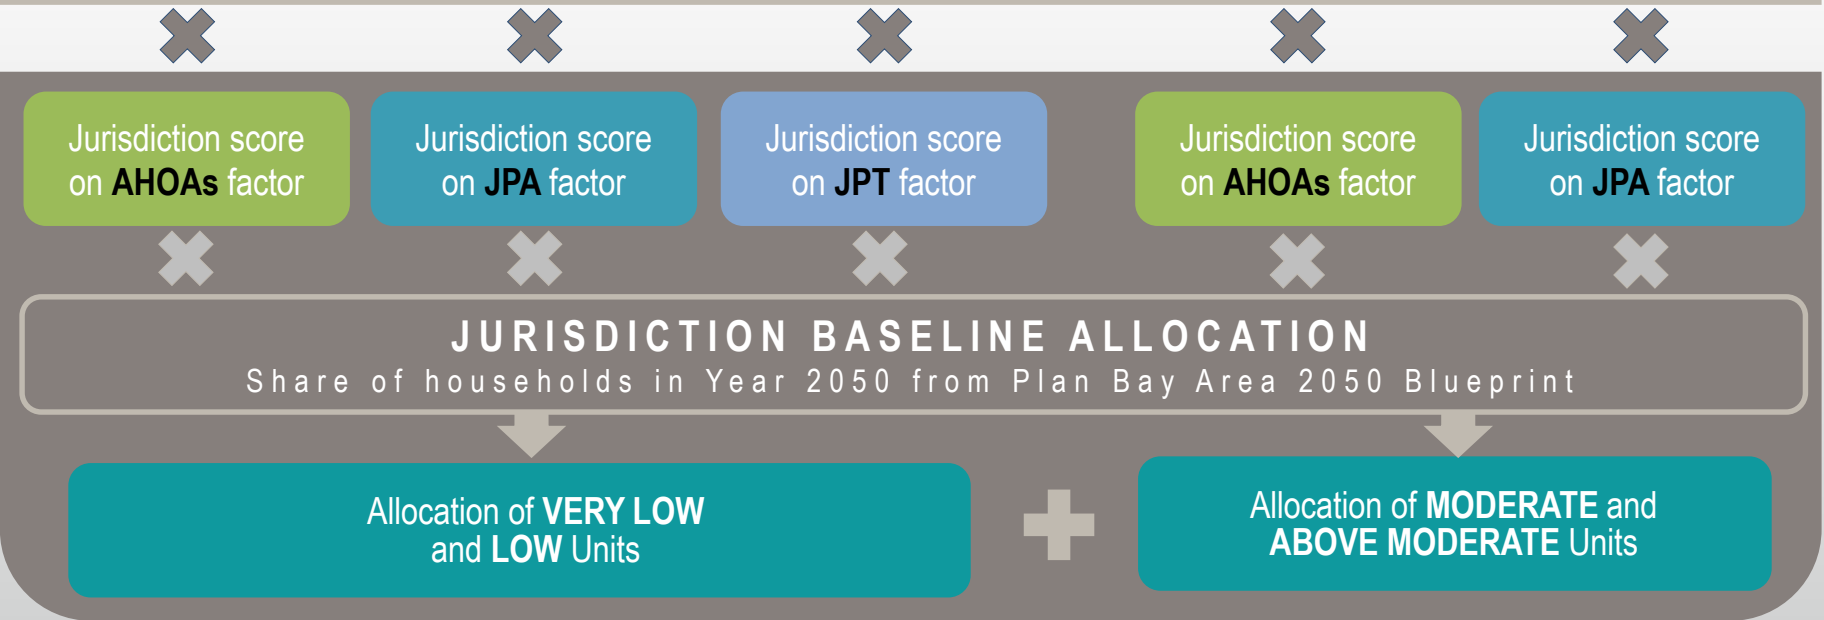 Jurisdiction score
on AHOAs factor
Jurisdiction score
on JPA factor
Jurisdiction score
on JPT factor
Jurisdiction score
on AHOAs factor
Jurisdiction score
on JPA factor
JURISDICTION BASELINE ALLOCATION
Share of households in Year 2050 from Plan Bay Area 2050 Blueprint
Allocation of VERY LOW
and LOW Units
Allocation of MODERATE and
ABOVE MODERATE Units